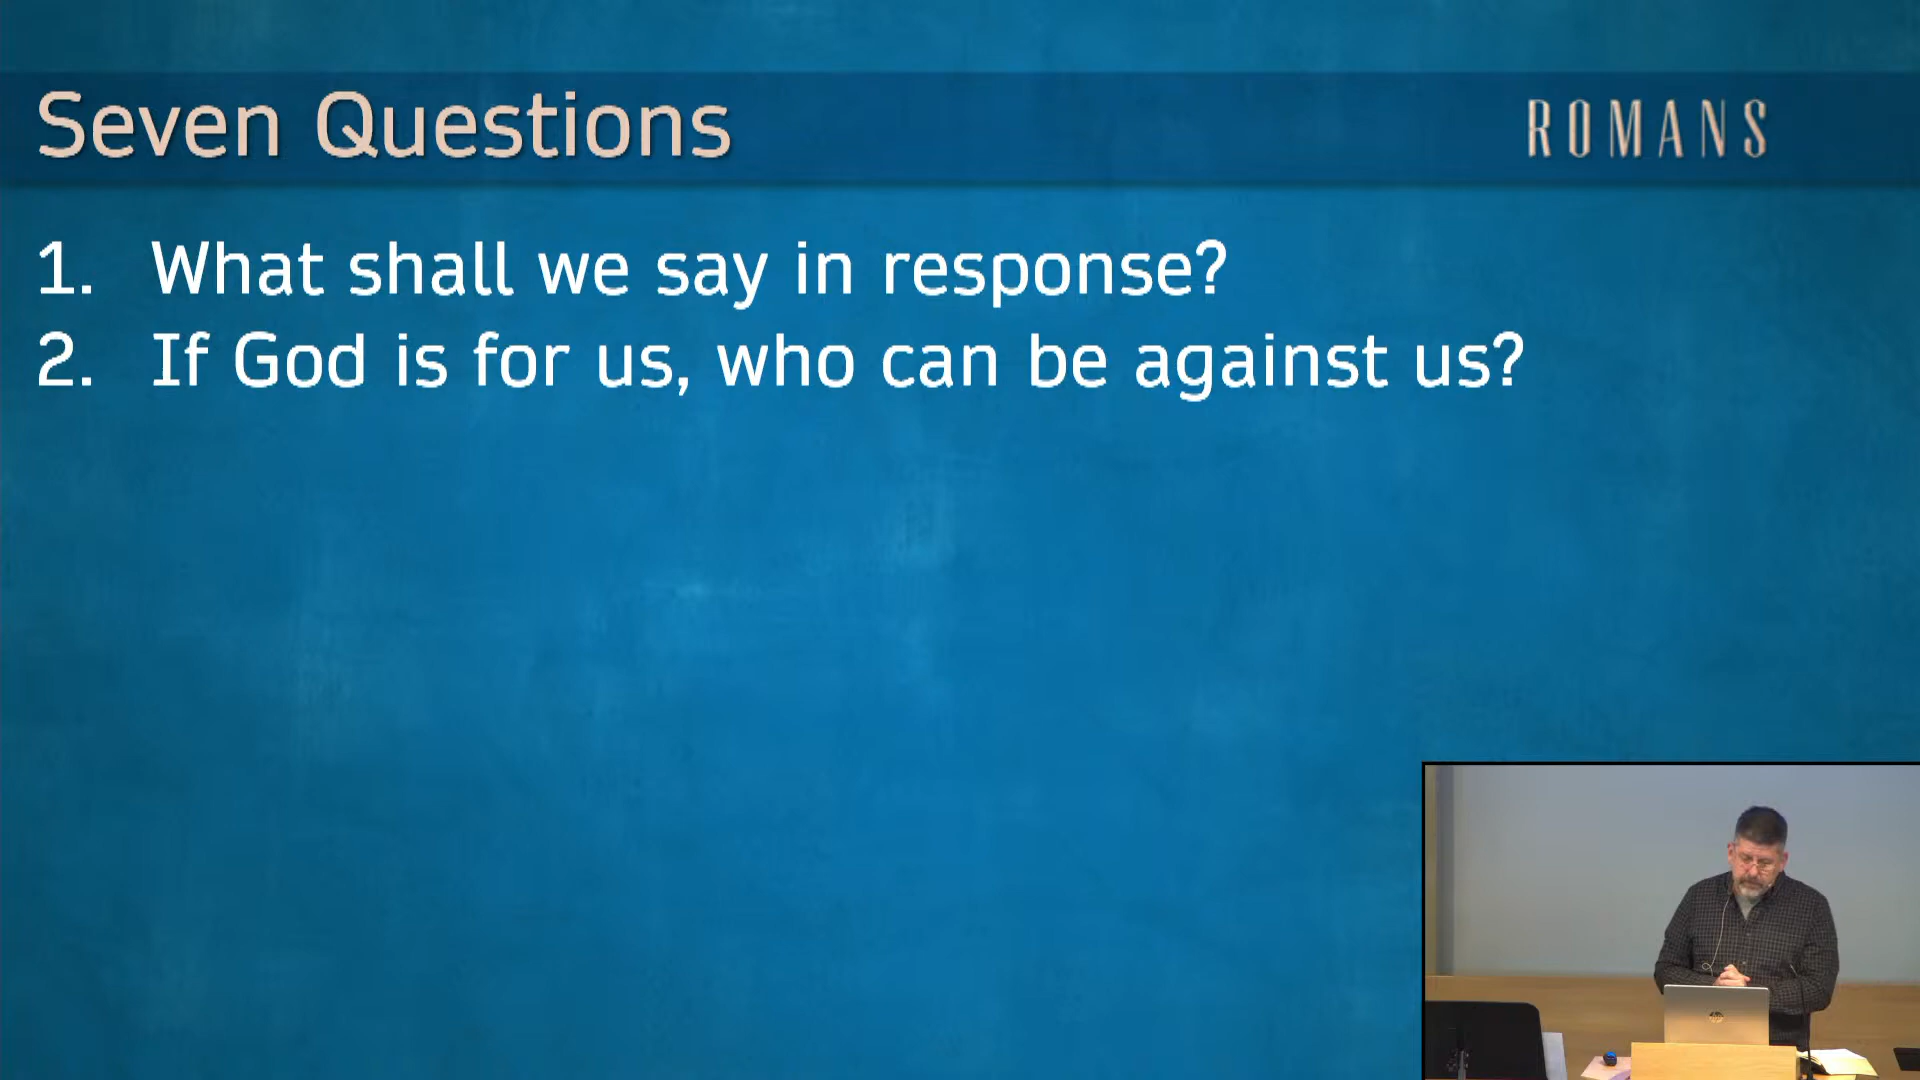 Seven Questions
ROMANS
1. What shall we say in response?
2. If God is for us, who can be against us?
hp